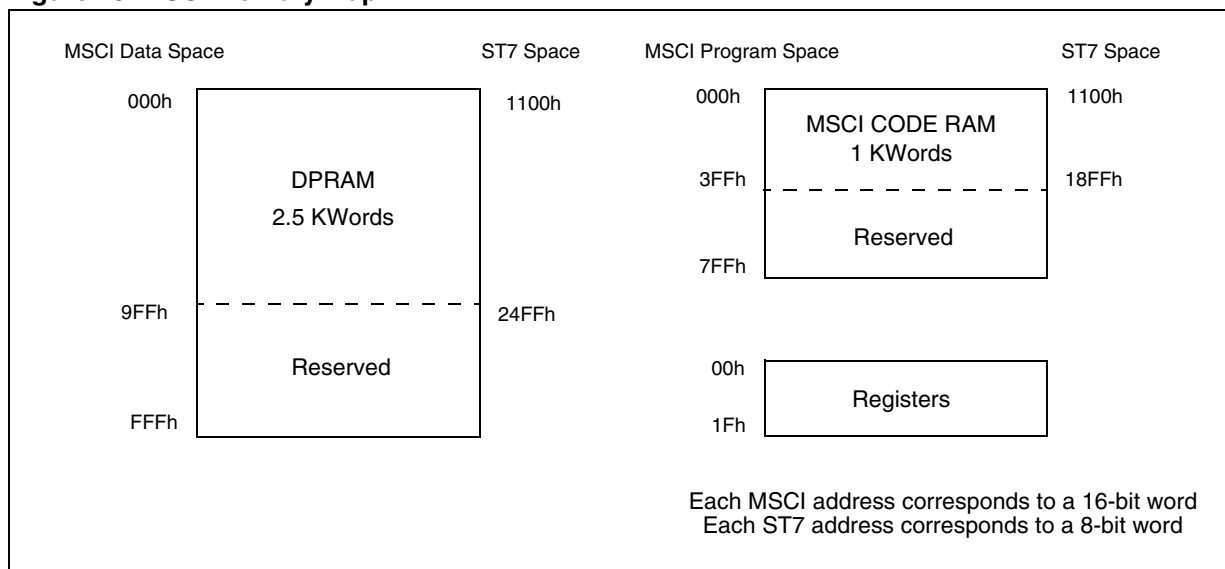 MSCI Data Space
ST7 Space
000h
1100h
DPRAM
2.5 KWords
9FFh
24FFh
Reserved
FFFh
MSCI Program Space
ST7 Space
000h
1100h
MSCI CODE RAM
1 KWords
3FFh
18FFh
Reserved
7FFh
00h
Registers
1Fh
Each MSCI address corresponds to a 16-bit word
Each ST7 address corresponds to a 8-bit word